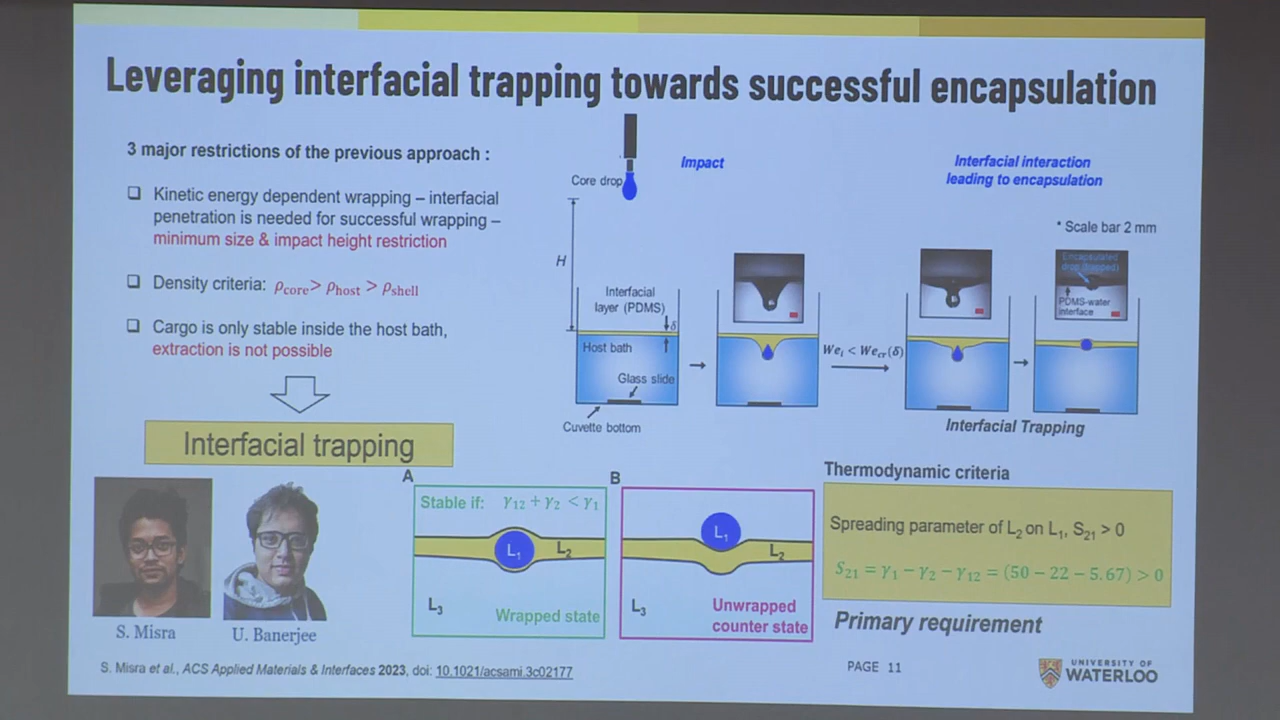 Leveraging interfacial trapping towards successful encapsulation
3 major restrictions of the previous approach :
❑ Kinetic energy dependent wrapping – interfacial
penetration is needed for successful wrapping –
minimum size & impact height restriction
❑ Density criteria: ρcore> ρhost > ρshell
❑ Cargo is only stable inside the host bath,
extraction is not possible
Interfacial trapping
S. Misra
U. Banerjee
Core drop
Impact
Interfacial interaction
leading to encapsulation
* Scale bar 2 mm
H
Interfacial
layer (PDMS)
δ
Host bath
Glass slide
Cuvette bottom
Weᵢ < Wecr(δ)
Encapsulated
drop (trapped)
PDMS-water
interface
Interfacial Trapping
A
Stable if: γ12 + γ2 < γ1
L1
L2
L3
Wrapped state
B
L1
L2
L3
Unwrapped
counter state
Thermodynamic criteria
Spreading parameter of L2 on L1, S21 > 0
S21 = γ1 − γ2 − γ12 = (50 − 22 − 5.67) > 0
Primary requirement
S. Misra et al., ACS Applied Materials & Interfaces 2023, doi: 10.1021/acsami.3c02177
PAGE 11
UNIVERSITY OF
WATERLOO